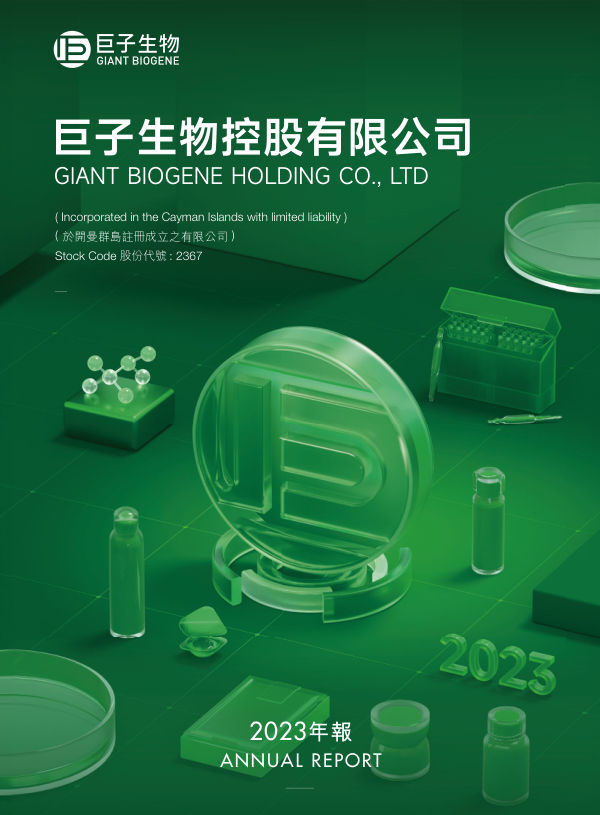 巨子生物
GIANT BIOGENE
巨子生物控股有限公司
GIANT BIOGENE HOLDING CO., LTD
( Incorporated in the Cayman Islands with limited liability )
( 於開曼群島註冊成立之有限公司 )
Stock Code 股份代號 : 2367
2023
2023年報
ANNUAL REPORT